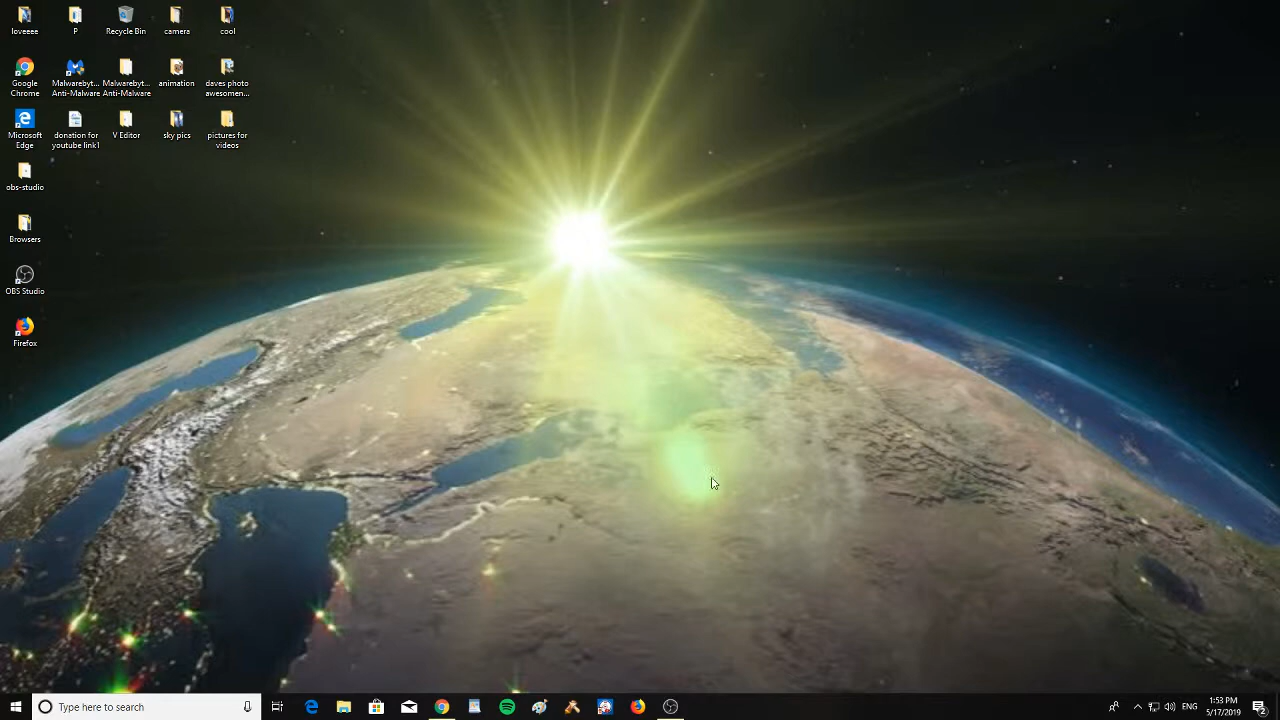 loveeee
P
Recycle Bin
camera
cool
Google
Chrome
Malwarebyt...
Anti-Malware
Malwarebyt...
Anti-Malware
animation
daves photo
awesomen...
Microsoft
Edge
donation for
youtube link1
V Editor
sky pics
pictures for
videos
obs-studio
Browsers
OBS Studio
Firefox
Type here to search
ENG
1:53 PM
5/17/2019
2